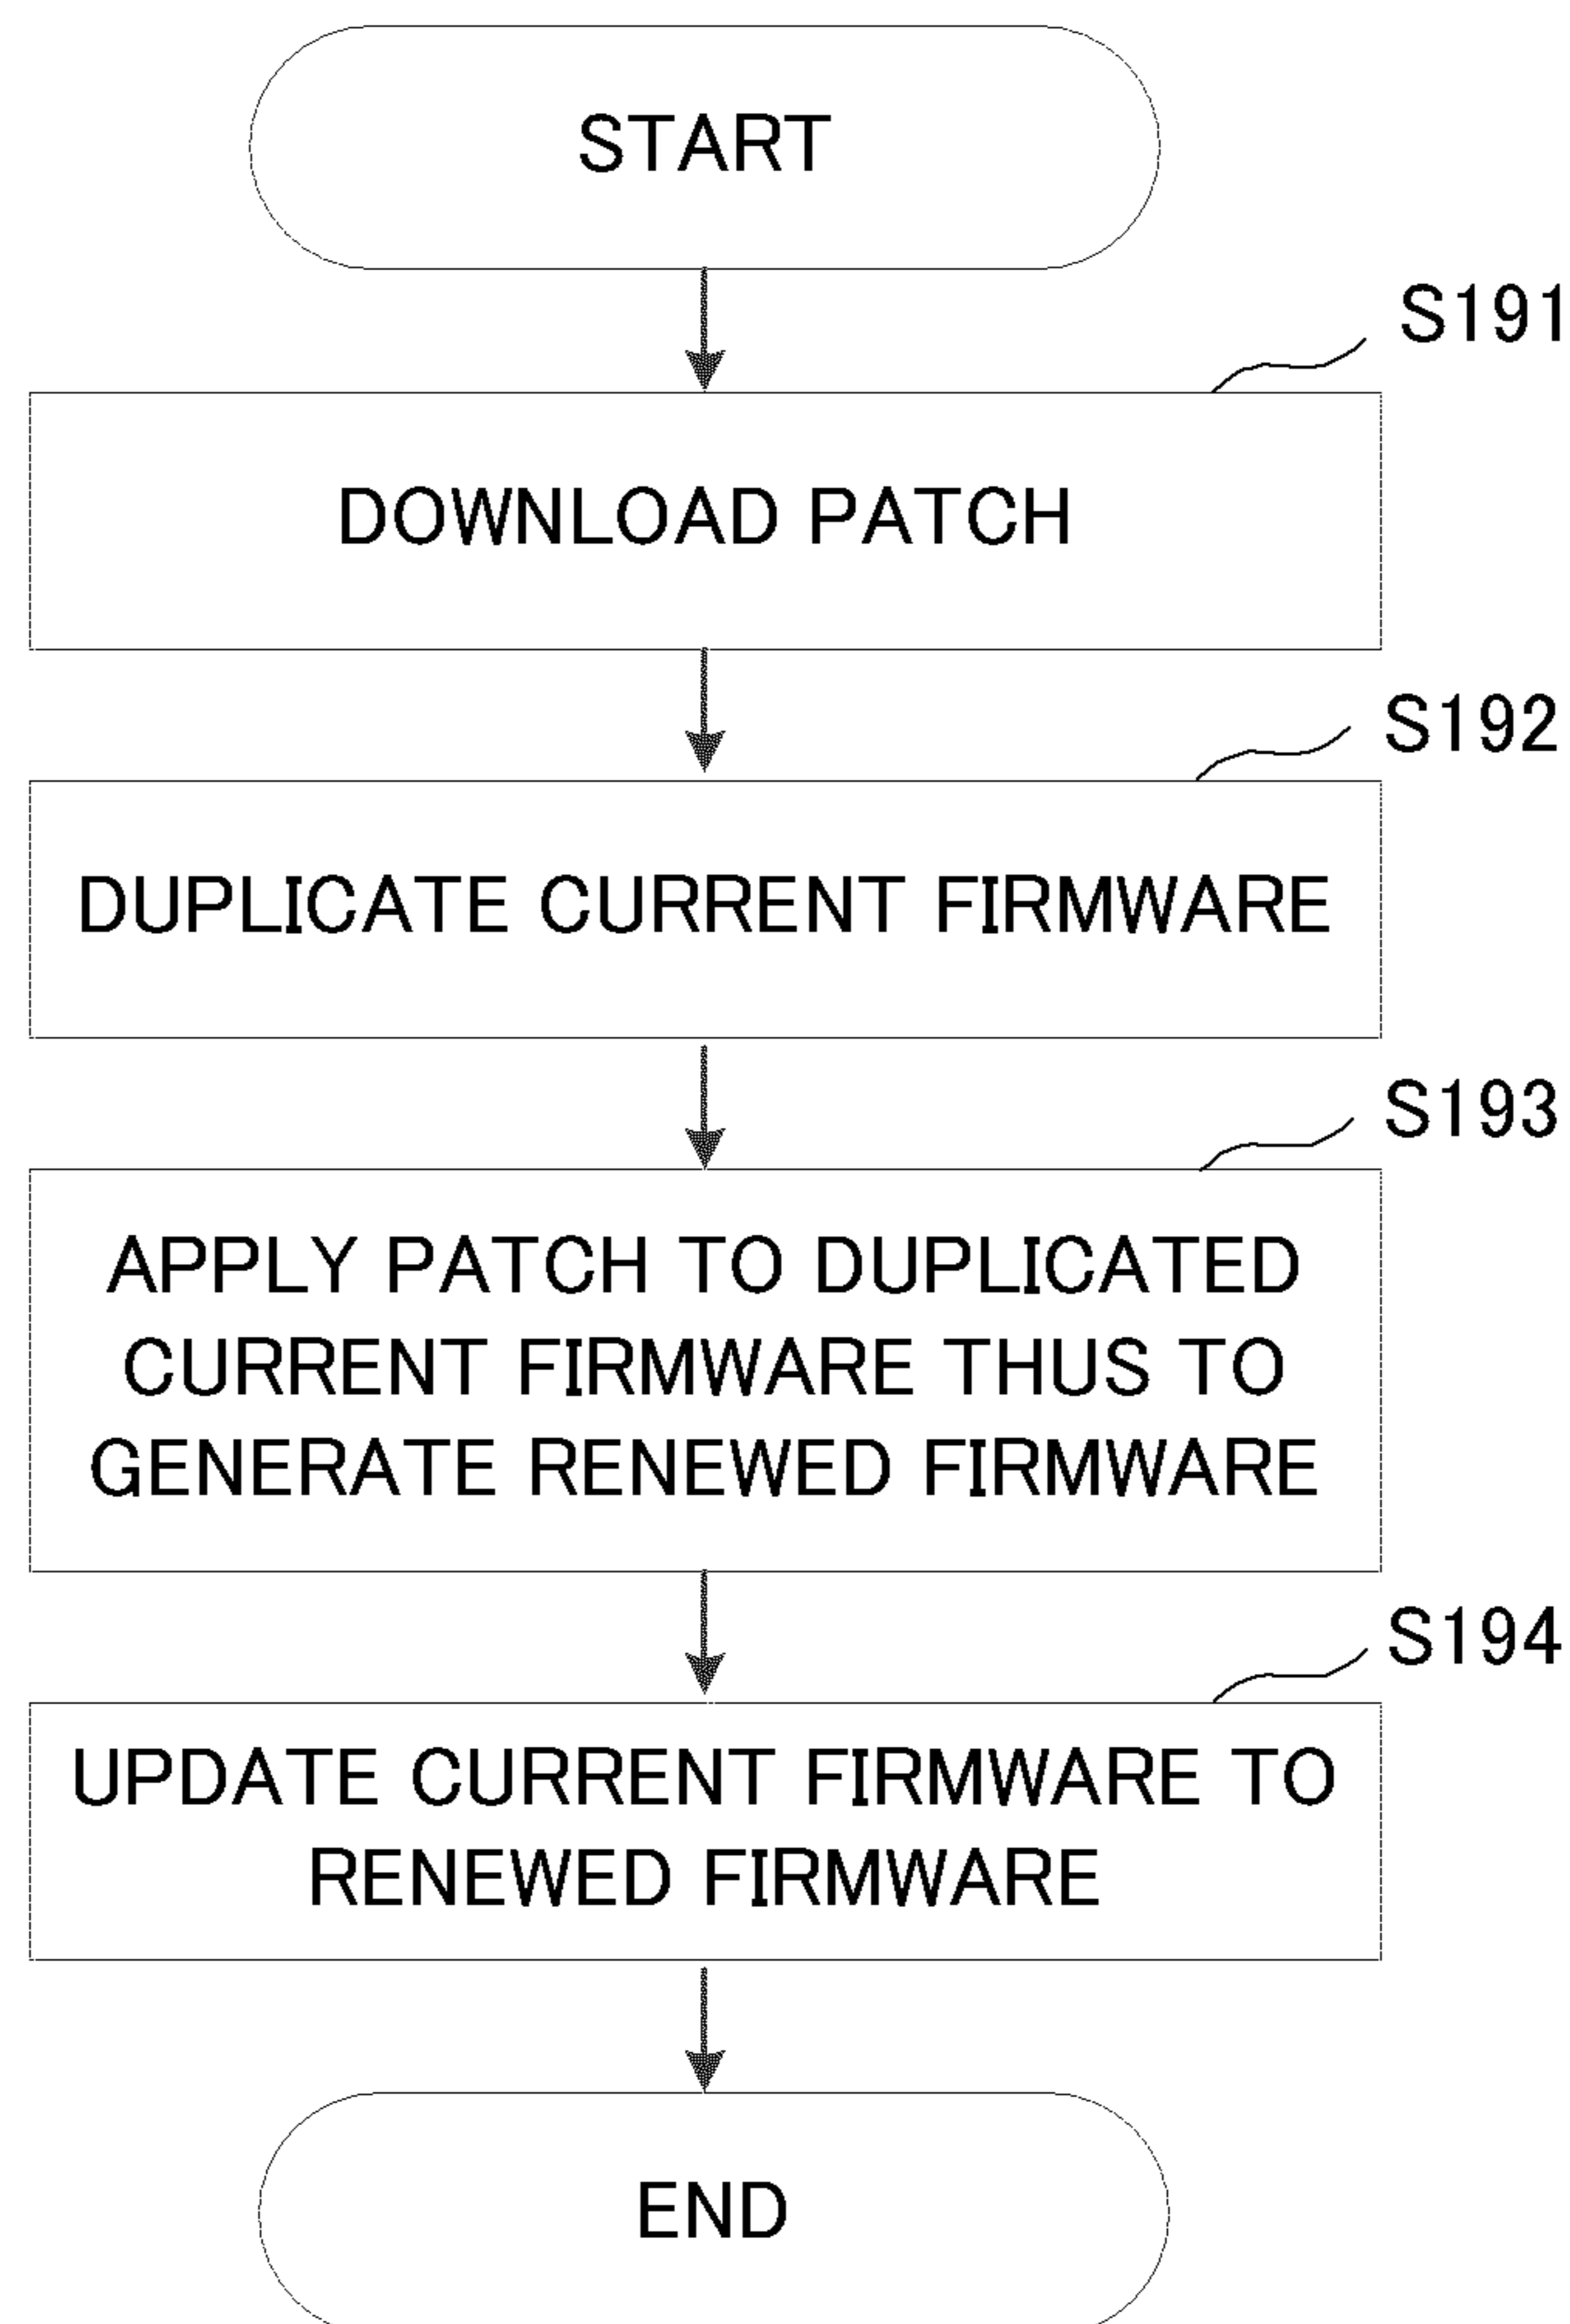 START
S191
DOWNLOAD PATCH
S192
DUPLICATE CURRENT FIRMWARE
S193
APPLY PATCH TO DUPLICATED
CURRENT FIRMWARE THUS TO
GENERATE RENEWED FIRMWARE
S194
UPDATE CURRENT FIRMWARE TO
RENEWED FIRMWARE
END